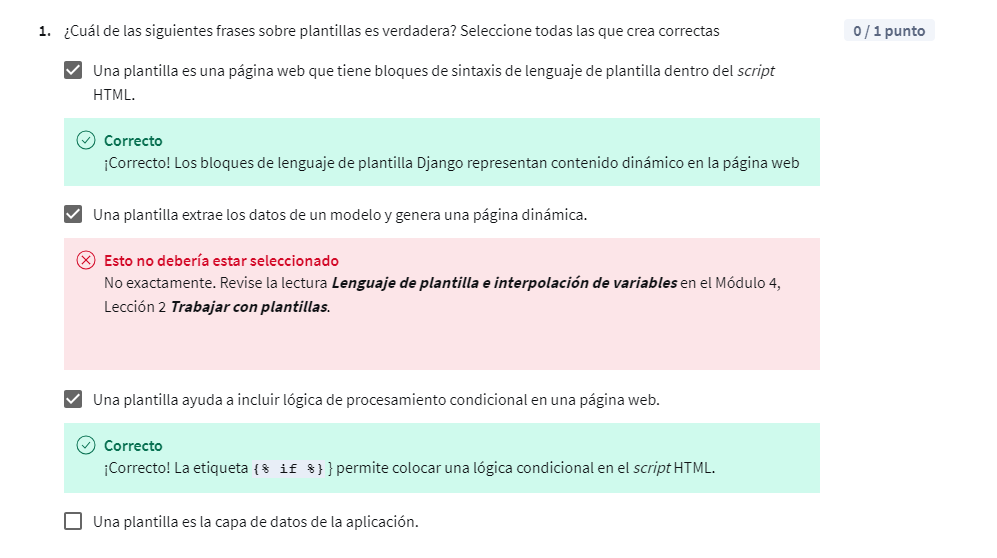 1. ¿Cuál de las siguientes frases sobre plantillas es verdadera? Seleccione todas las que crea correctas
0 / 1 punto
Una plantilla es una página web que tiene bloques de sintaxis de lenguaje de plantilla dentro del script
HTML.
Correcto
¡Correcto! Los bloques de lenguaje de plantilla Django representan contenido dinámico en la página web
Una plantilla extrae los datos de un modelo y genera una página dinámica.
Esto no debería estar seleccionado
No exactamente. Revise la lectura Lenguaje de plantilla e interpolación de variables en el Módulo 4,
Lección 2 Trabajar con plantillas.
Una plantilla ayuda a incluir lógica de procesamiento condicional en una página web.
Correcto
¡Correcto! La etiqueta {% if %} } permite colocar una lógica condicional en el script HTML.
Una plantilla es la capa de datos de la aplicación.